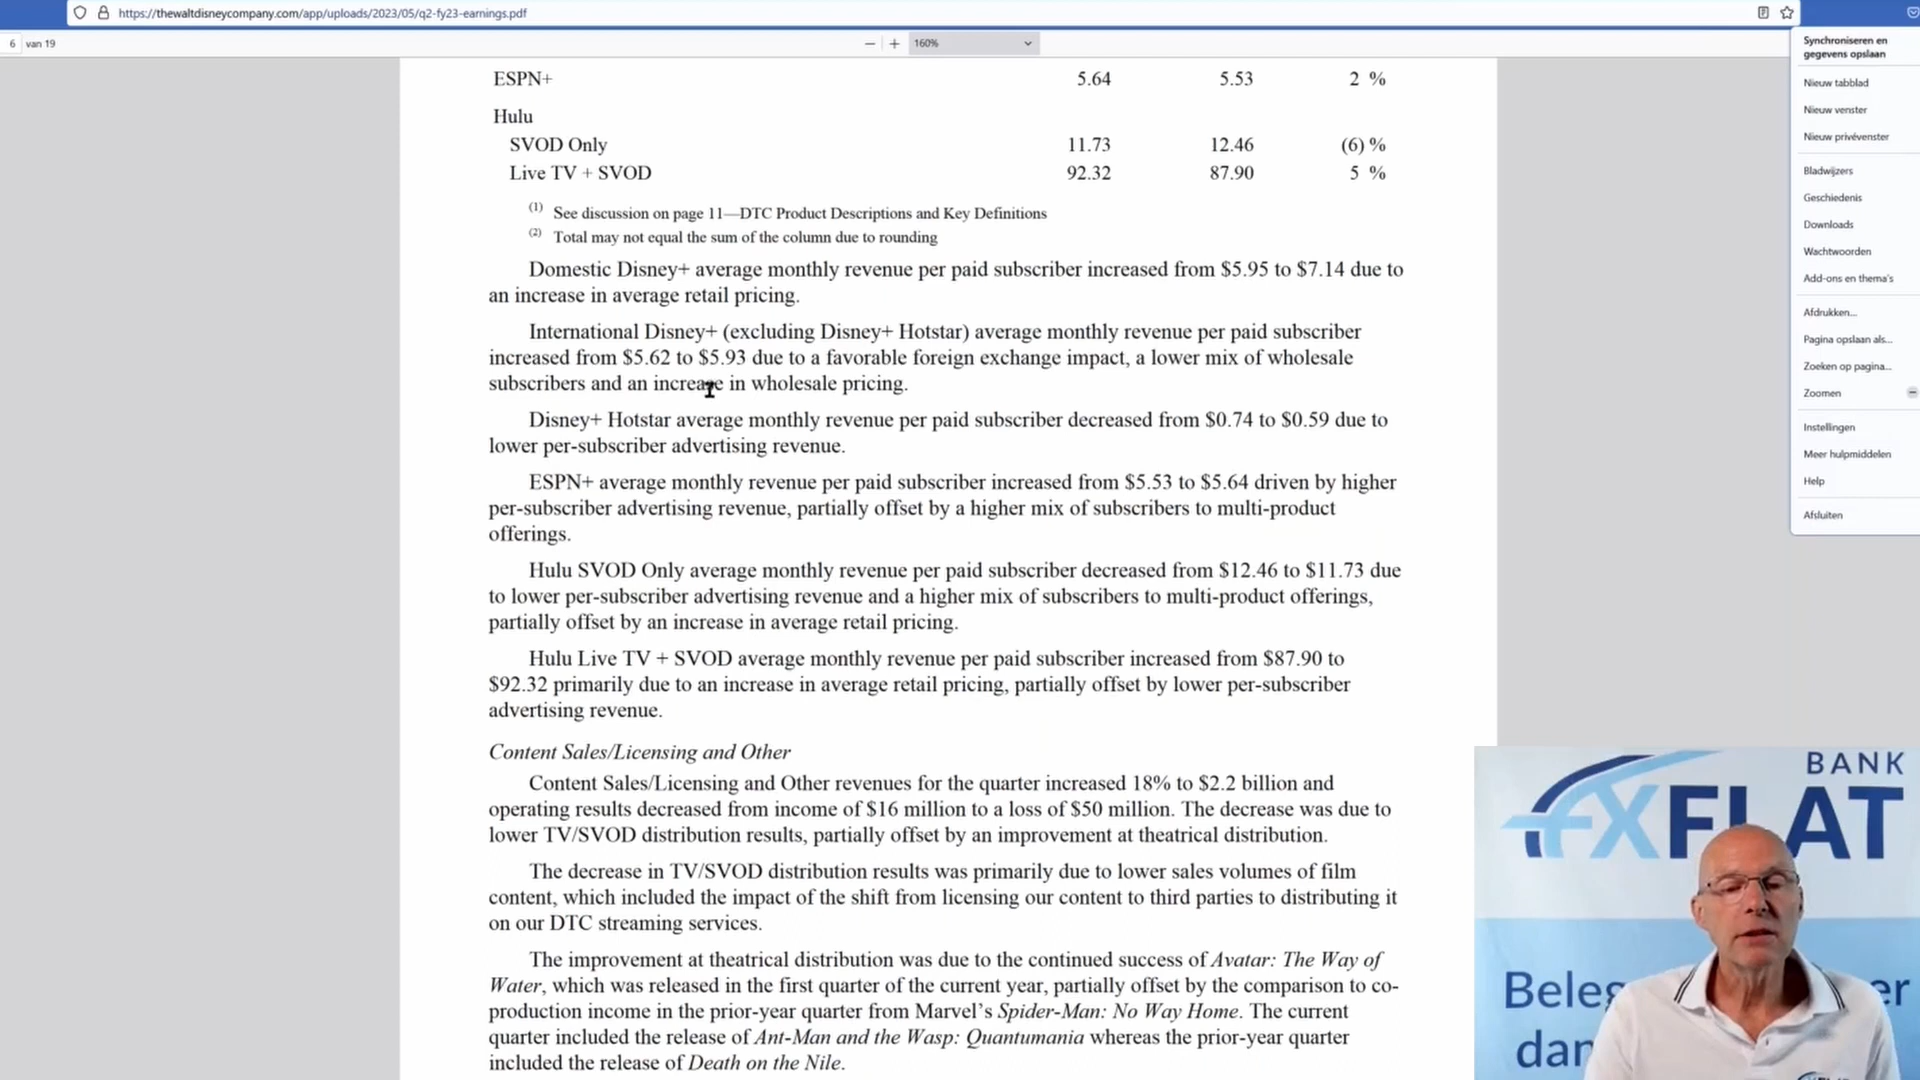 https://thewaltdisneycompany.com/app/uploads/2023/05/q2-fy23-earnings.pdf
6 van 19
160%
ESPN+ 5.64 5.53 2 %
Hulu
SVOD Only 11.73 12.46 (6) %
Live TV + SVOD 92.32 87.90 5 %
(1) See discussion on page 11—DTC Product Descriptions and Key Definitions
(2) Total may not equal the sum of the column due to rounding
Domestic Disney+ average monthly revenue per paid subscriber increased from $5.95 to $7.14 due to
an increase in average retail pricing.
International Disney+ (excluding Disney+ Hotstar) average monthly revenue per paid subscriber
increased from $5.62 to $5.93 due to a favorable foreign exchange impact, a lower mix of wholesale
subscribers and an increase in wholesale pricing.
Disney+ Hotstar average monthly revenue per paid subscriber decreased from $0.74 to $0.59 due to
lower per-subscriber advertising revenue.
ESPN+ average monthly revenue per paid subscriber increased from $5.53 to $5.64 driven by higher
per-subscriber advertising revenue, partially offset by a higher mix of subscribers to multi-product
offerings.
Hulu SVOD Only average monthly revenue per paid subscriber decreased from $12.46 to $11.73 due
to lower per-subscriber advertising revenue and a higher mix of subscribers to multi-product offerings,
partially offset by an increase in average retail pricing.
Hulu Live TV + SVOD average monthly revenue per paid subscriber increased from $87.90 to
$92.32 primarily due to an increase in average retail pricing, partially offset by lower per-subscriber
advertising revenue.
Content Sales/Licensing and Other
Content Sales/Licensing and Other revenues for the quarter increased 18% to $2.2 billion and
operating results decreased from income of $16 million to a loss of $50 million. The decrease was due to
lower TV/SVOD distribution results, partially offset by an improvement at theatrical distribution.
The decrease in TV/SVOD distribution results was primarily due to lower sales volumes of film
content, which included the impact of the shift from licensing our content to third parties to distributing it
on our DTC streaming services.
The improvement at theatrical distribution was due to the continued success of Avatar: The Way of
Water, which was released in the first quarter of the current year, partially offset by the comparison to co-
production income in the prior-year quarter from Marvel's Spider-Man: No Way Home. The current
quarter included the release of Ant-Man and the Wasp: Quantumania whereas the prior-year quarter
included the release of Death on the Nile.
Synchroniseren en
gegevens opslaan
Nieuw tabblad
Nieuw venster
Nieuw privévenster
Bladwijzers
Geschiedenis
Downloads
Wachtwoorden
Add-ons en thema's
Afdrukken...
Pagina opslaan als...
Zoeken op pagina...
Zoomen
Instellingen
Meer hulpmiddelen
Help
Afsluiten
BANK
FXFLAT